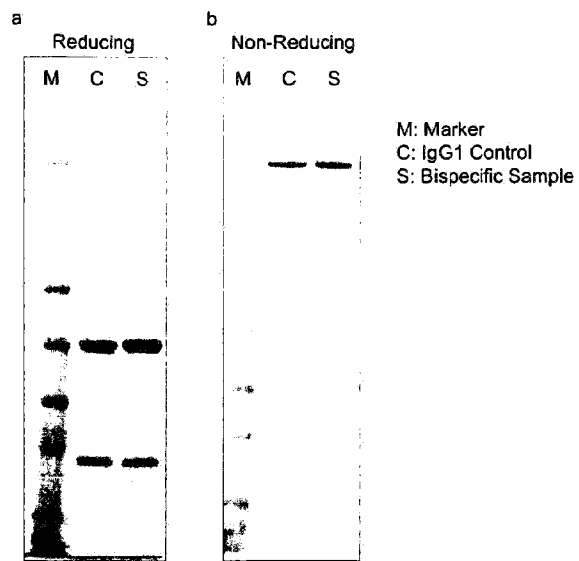 a
Reducing
M C S
b
Non-Reducing
M C S
M: Marker
C: IgG1 Control
S: Bispecific Sample